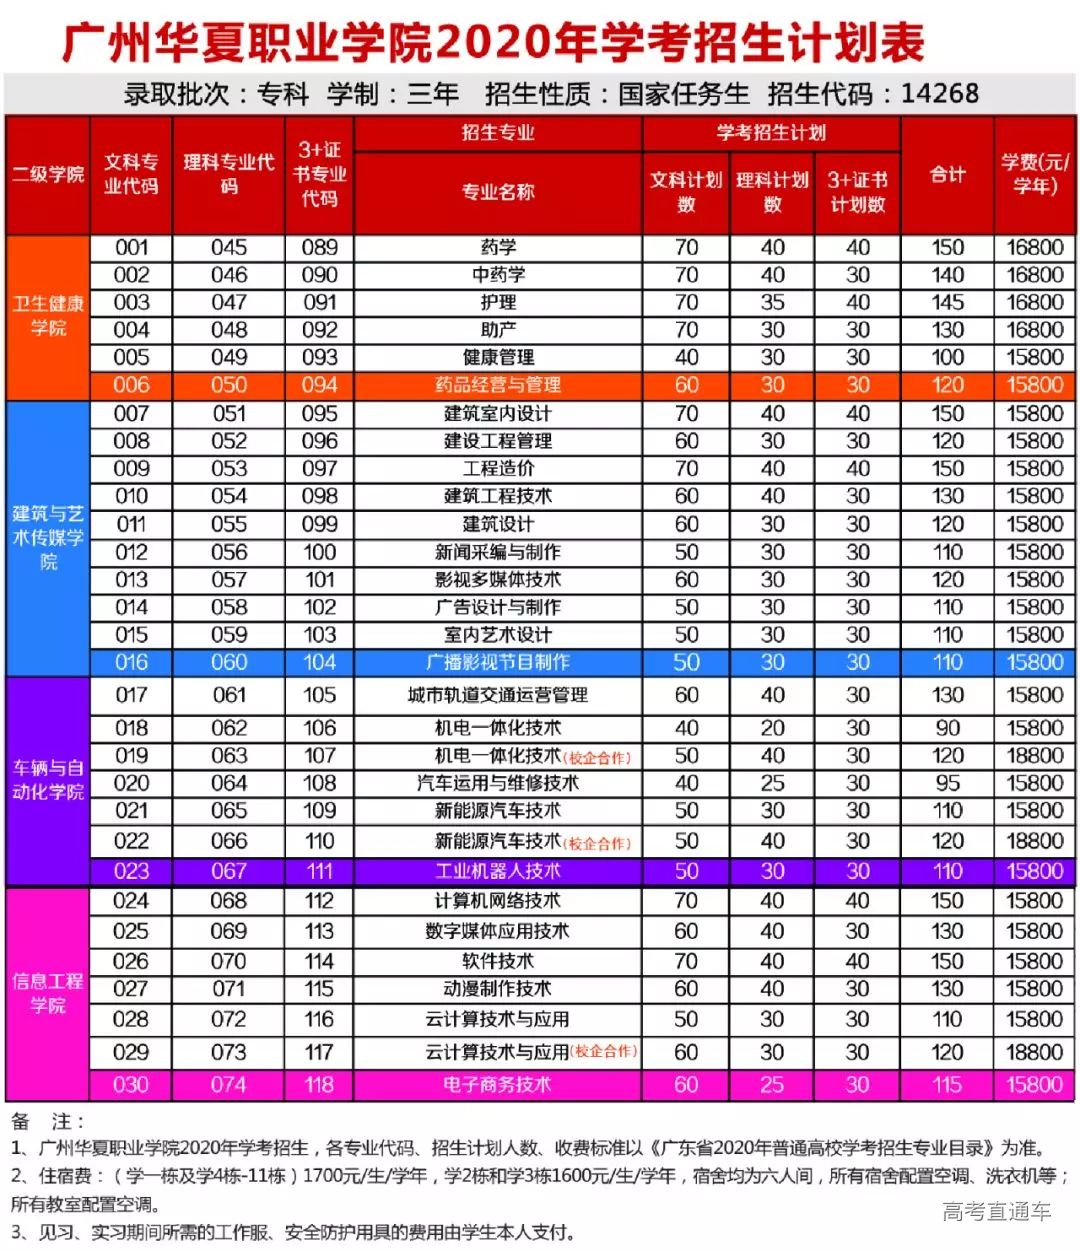 广州华夏职业学院2020年学考招生计划表
录取批次：专科 学制：三年 招生性质：国家任务生 招生代码：14268
二级学院 文科专业代码 理科专业代码 3+证书专业代码 招生专业 专业名称 学考招生计划 文科计划数 理科计划数 3+证书计划数 合计 学费(元/学年)
卫生健康学院
001 045 089 药学 70 40 40 150 16800
002 046 090 中药学 70 40 30 140 16800
003 047 091 护理 70 35 40 145 16800
004 048 092 助产 70 30 30 130 16800
005 049 093 健康管理 40 30 30 100 15800
006 050 094 药品经营与管理 60 30 30 120 15800
建筑与艺术传媒学院
007 051 095 建筑室内设计 70 40 40 150 15800
008 052 096 建设工程管理 60 30 30 120 15800
009 053 097 工程造价 70 40 40 150 15800
010 054 098 建筑工程技术 60 40 30 130 15800
011 055 099 建筑设计 60 30 30 120 15800
012 056 100 新闻采编与制作 50 30 30 110 15800
013 057 101 影视多媒体技术 60 30 30 120 15800
014 058 102 广告设计与制作 50 30 30 110 15800
015 059 103 室内艺术设计 50 30 30 110 15800
016 060 104 广播影视节目制作 50 30 30 110 15800
车辆与自动化学院
017 061 105 城市轨道交通运营管理 60 40 30 130 15800
018 062 106 机电一体化技术 40 20 30 90 15800
019 063 107 机电一体化技术(校企合作) 50 40 30 120 18800
020 064 108 汽车运用与维修技术 40 25 30 95 15800
021 065 109 新能源汽车技术 50 30 30 110 15800
022 066 110 新能源汽车技术(校企合作) 50 40 30 120 18800
023 067 111 工业机器人技术 50 30 30 110 15800
信息工程学院
024 068 112 计算机网络技术 70 40 40 150 15800
025 069 113 数字媒体应用技术 60 40 30 130 15800
026 070 114 软件技术 70 40 40 150 15800
027 071 115 动漫制作技术 60 40 30 130 15800
028 072 116 云计算技术与应用 50 30 30 110 15800
029 073 117 云计算技术与应用(校企合作) 60 30 30 120 18800
030 074 118 电子商务技术 60 25 30 115 15800
备 注：
1、广州华夏职业学院2020年学考招生，各专业代码、招生计划人数、收费标准以《广东省2020年普通高校学考招生专业目录》为准。
2、住宿费：（学一栋及学4栋-11栋）1700元/生/学年，学2栋和学3栋1600元/生/学年，宿舍均为六人间，所有宿舍配置空调、洗衣机等；
所有教室配置空调。
3、见习、实习期间所需的工作服、安全防护用具的费用由学生本人支付。
高考直通车